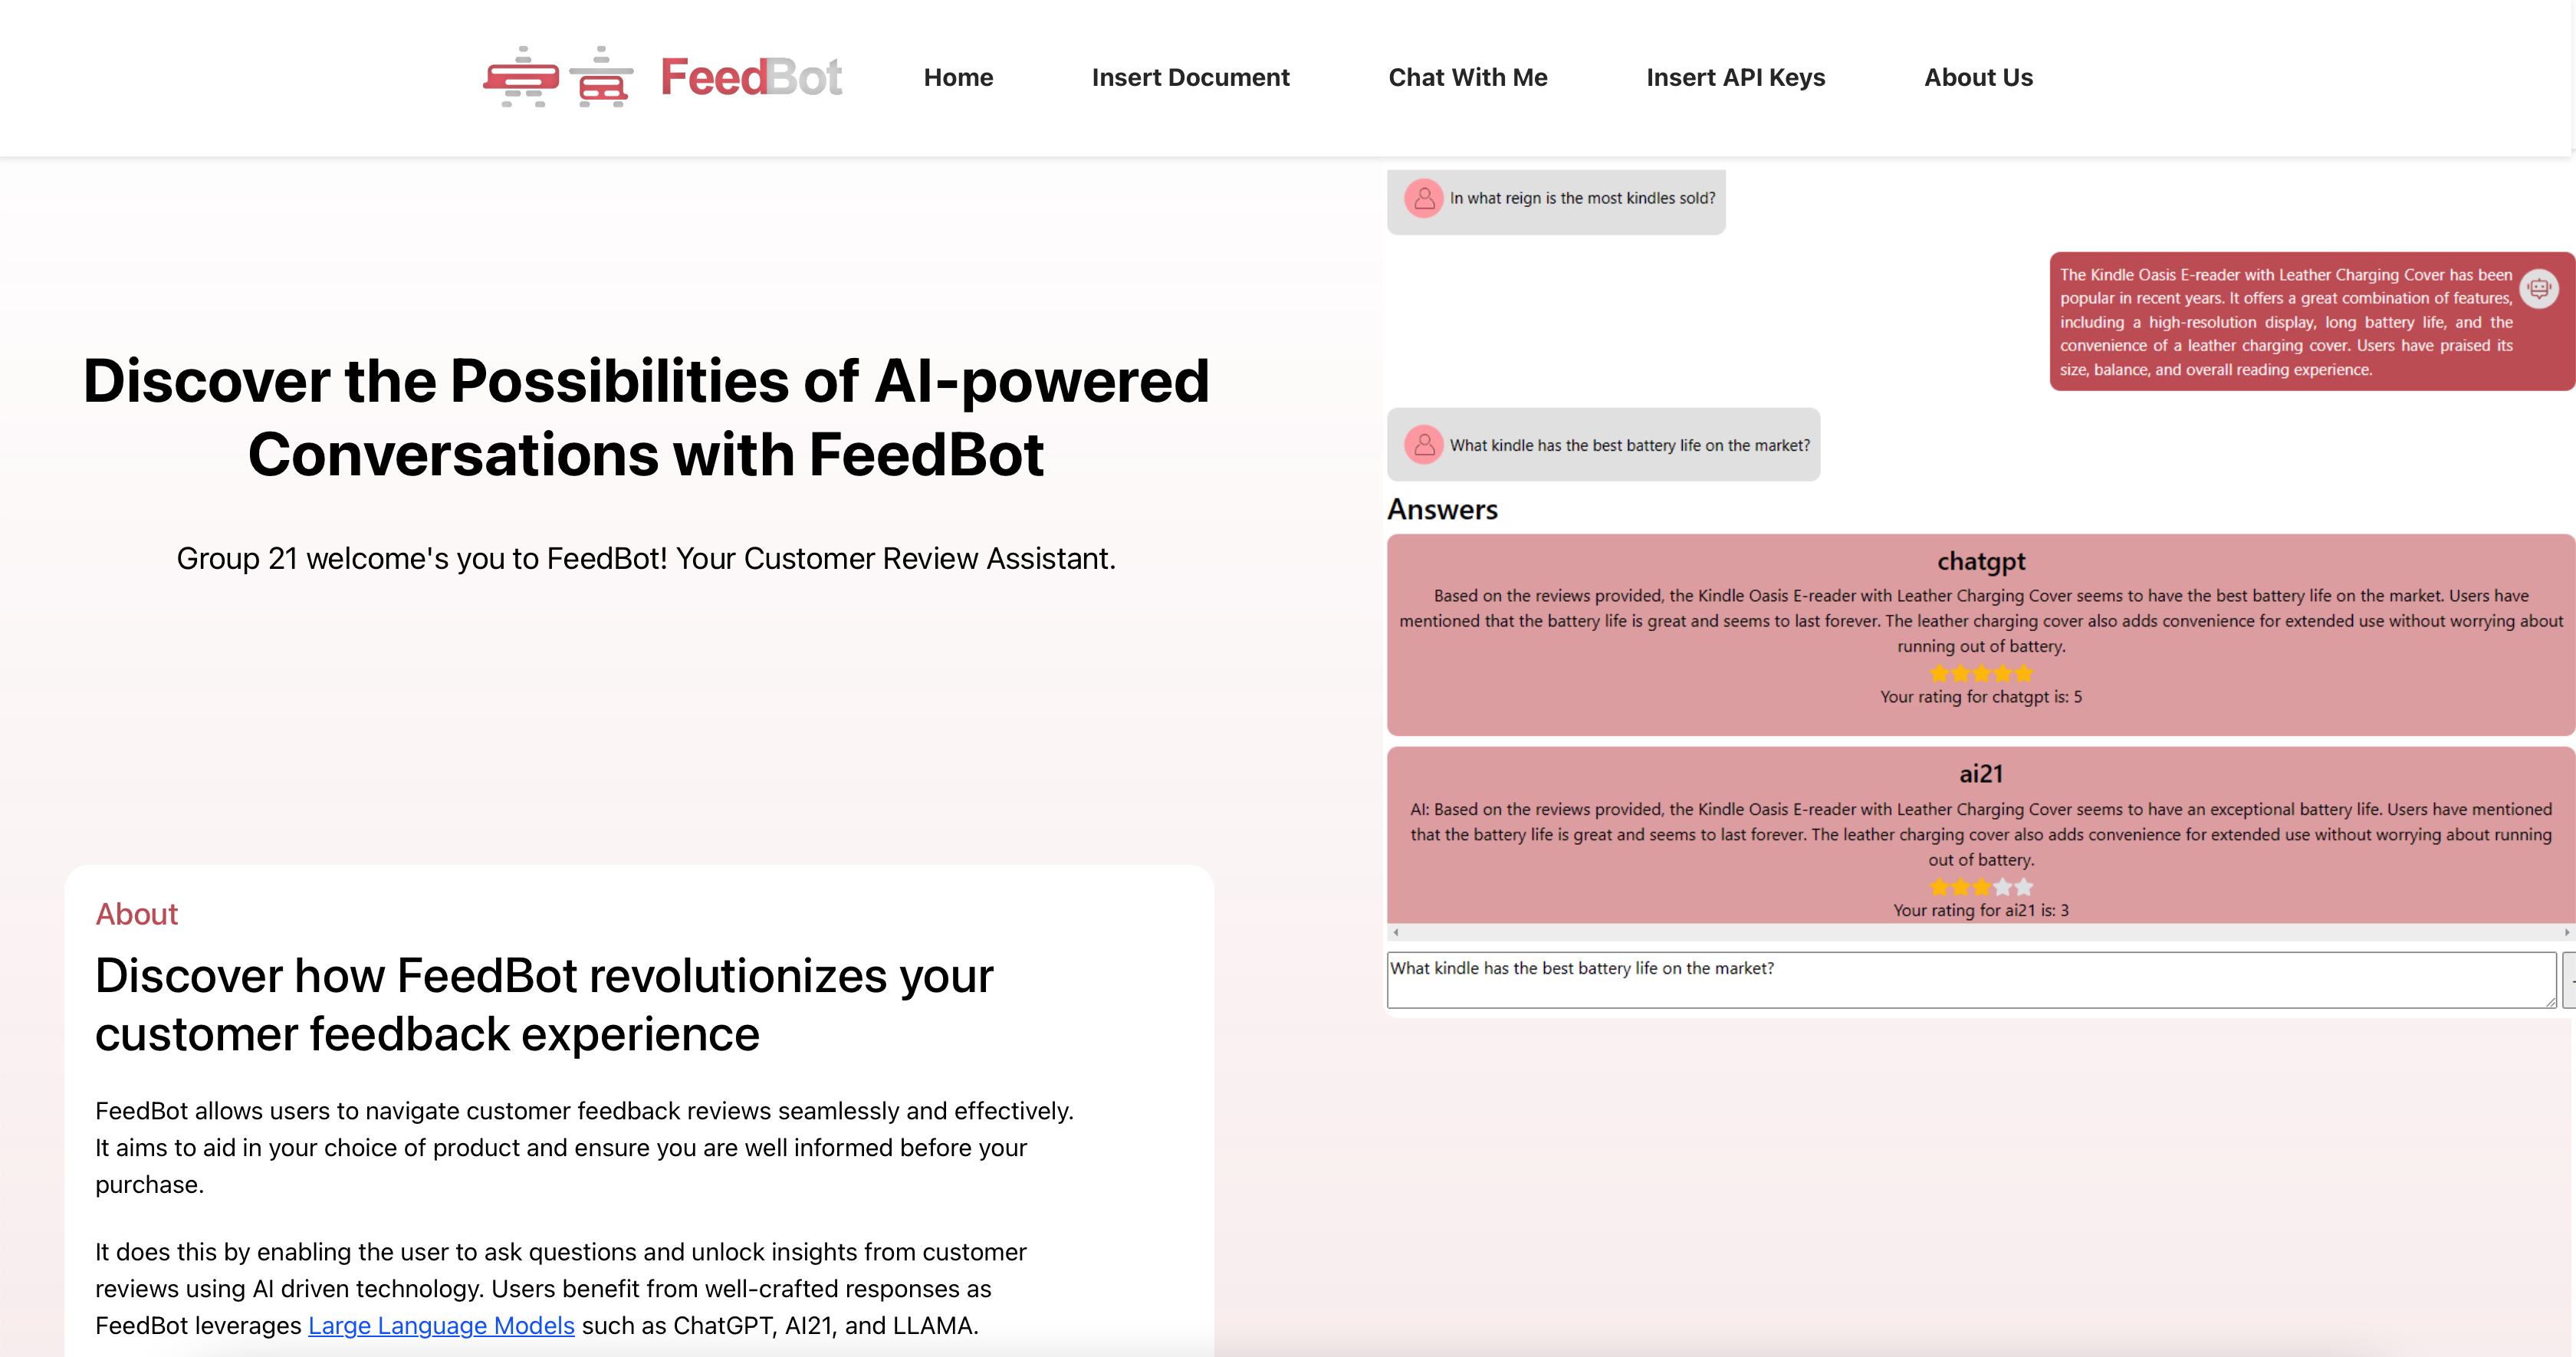 FeedBot
Home
Insert Document
Chat With Me
Insert API Keys
About Us
Discover the Possibilities of AI-powered
Conversations with FeedBot
Group 21 welcome's you to FeedBot! Your Customer Review Assistant.
In what reign is the most kindles sold?
The Kindle Oasis E-reader with Leather Charging Cover has been
popular in recent years. It offers a great combination of features,
including a high-resolution display, long battery life, and the
convenience of a leather charging cover. Users have praised its
size, balance, and overall reading experience.
What kindle has the best battery life on the market?
Answers
chatgpt
Based on the reviews provided, the Kindle Oasis E-reader with Leather Charging Cover seems to have the best battery life on the market. Users have
mentioned that the battery life is great and seems to last forever. The leather charging cover also adds convenience for extended use without worrying about
running out of battery.
Your rating for chatgpt is: 5
ai21
AI: Based on the reviews provided, the Kindle Oasis E-reader with Leather Charging Cover seems to have an exceptional battery life. Users have mentioned
that the battery life is great and seems to last forever. The leather charging cover also adds convenience for extended use without worrying about running
out of battery.
Your rating for ai21 is: 3
What kindle has the best battery life on the market?
About
Discover how FeedBot revolutionizes your
customer feedback experience
FeedBot allows users to navigate customer feedback reviews seamlessly and effectively.
It aims to aid in your choice of product and ensure you are well informed before your
purchase.
It does this by enabling the user to ask questions and unlock insights from customer
reviews using AI driven technology. Users benefit from well-crafted responses as
FeedBot leverages Large Language Models such as ChatGPT, AI21, and LLAMA.